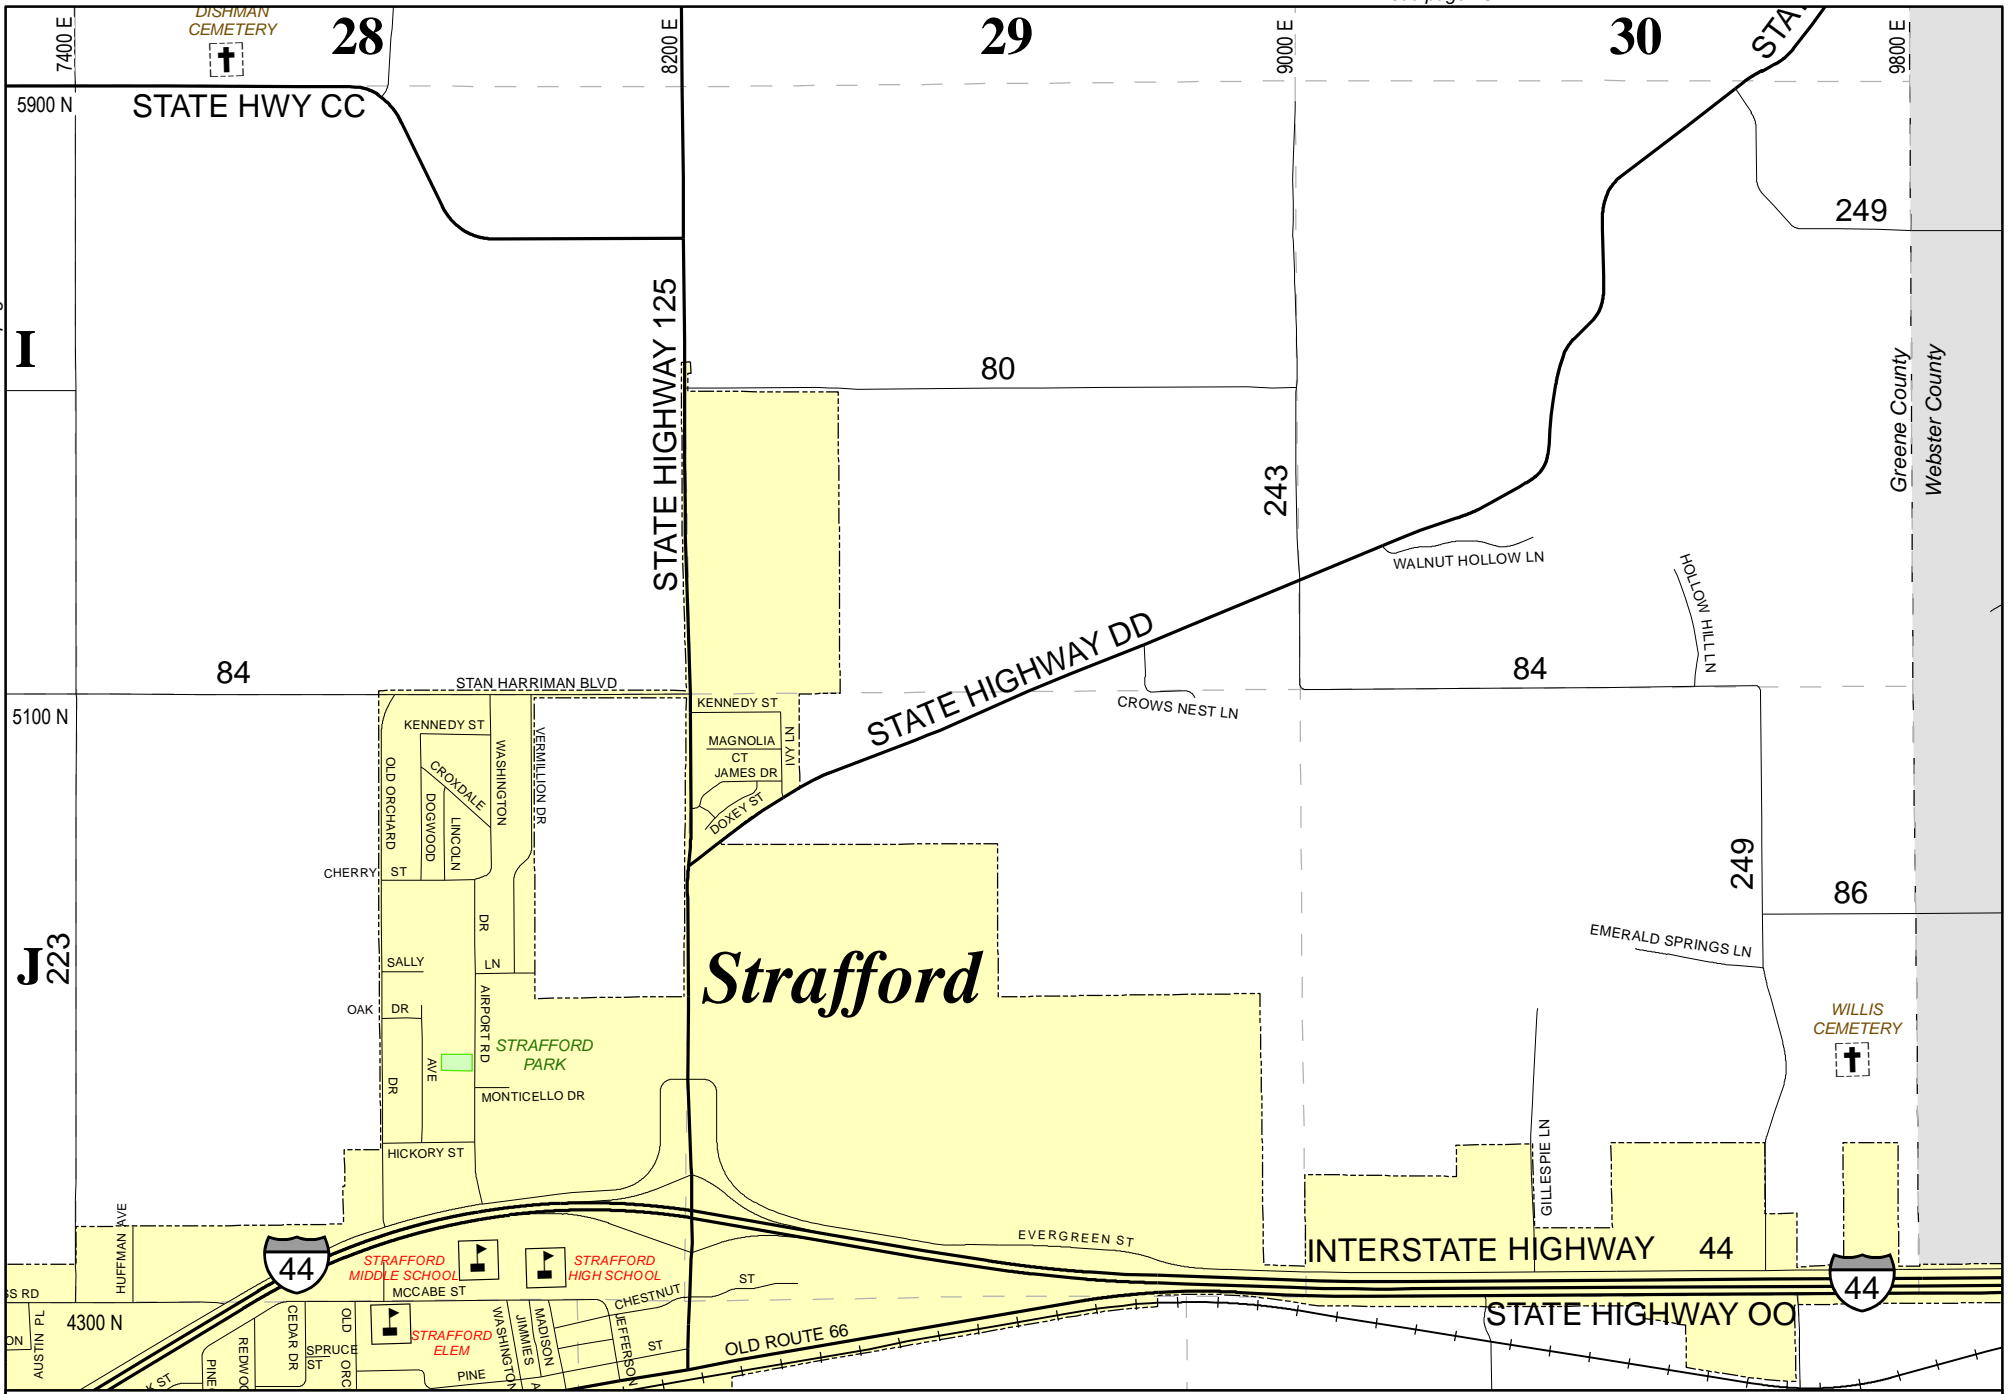 DISHMAN
CEMETERY
28
29
30
7400 E
8200 E
9000 E
9800 E
5900 N
STATE HWY CC
249
I
STATE HIGHWAY 125
80
243
Greene County
Webster County
WALNUT HOLLOW LN
HOLLOW HILL LN
STATE HIGHWAY DD
84
STAN HARRIMAN BLVD
84
CROWS NEST LN
5100 N
KENNEDY ST
KENNEDY ST
MAGNOLIA
CT
IVY LN
JAMES DR
DOXEY ST
OLD ORCHARD
CROXDALE
DOGWOOD
LINCOLN
WASHINGTON
VERMILLION DR
CHERRY ST
249
86
DR
EMERALD SPRINGS LN
J
223
SALLY LN
Strafford
OAK DR
AIRPORT RD
STRAFFORD
PARK
AVE
DR
MONTICELLO DR
WILLIS
CEMETERY
HICKORY ST
GILLESPIE LN
HUFFMAN AVE
EVERGREEN ST
INTERSTATE HIGHWAY 44
44
STRAFFORD
MIDDLE SCHOOL
STRAFFORD
HIGH SCHOOL
44
MCCABE ST
CHESTNUT ST
STATE HIGHWAY OO
4300 N
AUSTIN PL
CEDAR DR
OLD
WASHINGTON
JIMMIES
MADISON
JEFFERSON
STRAFFORD
ELEM
SPRUCE
ST
ST
OLD ROUTE 66
PINE